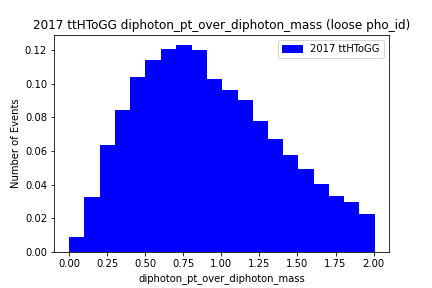 2017 ttHToGG diphoton_pt_over_diphoton_mass (loose pho_id)
2017 ttHToGG
Number of Events
0.12
0.10
0.08
0.06
0.04
0.02
0.00
0.00 0.25 0.50 0.75 1.00 1.25 1.50 1.75 2.00
diphoton_pt_over_diphoton_mass